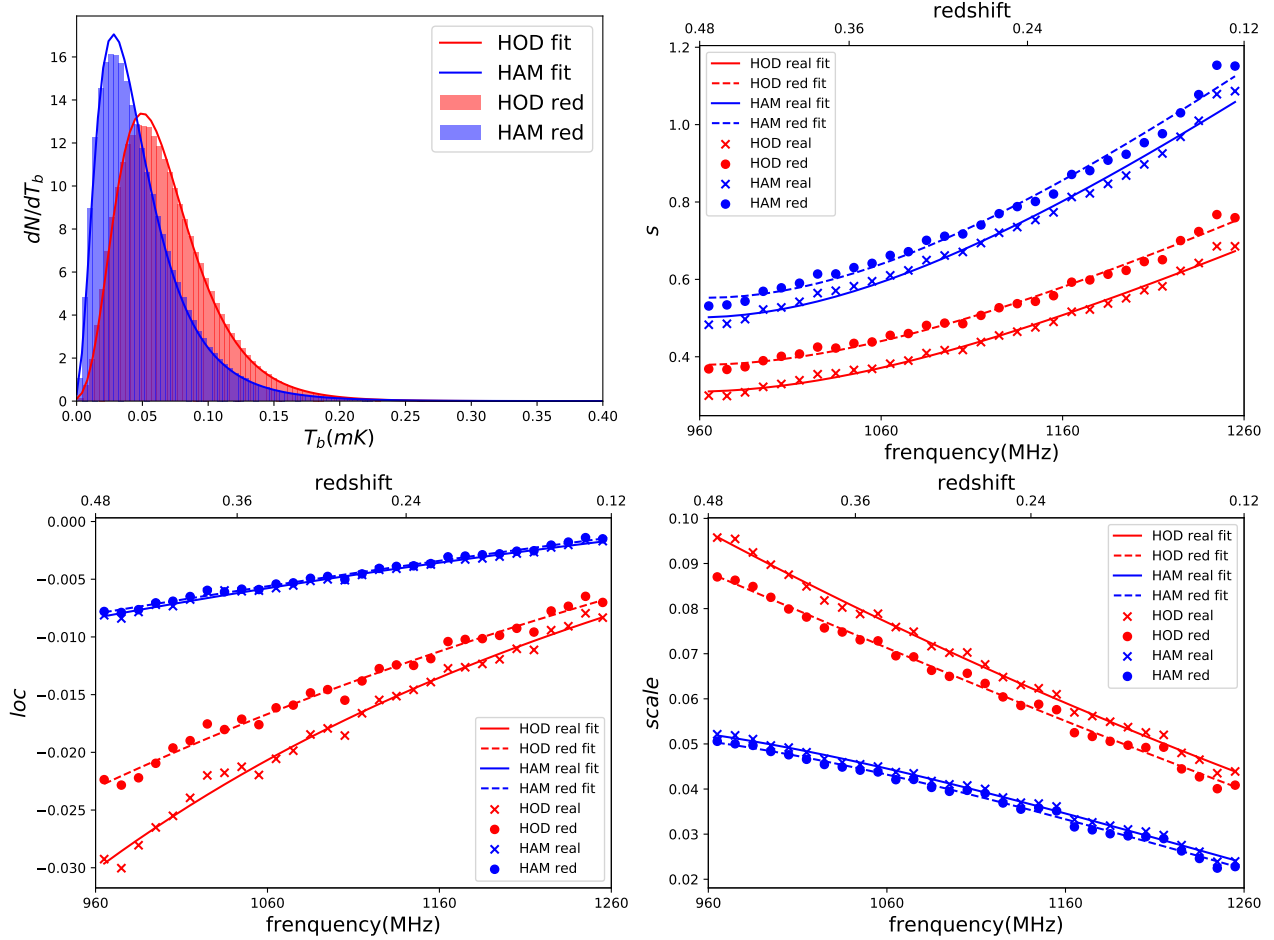 HOD fit
HAM fit
HOD red
HAM red
dN/dT_b
16
14
12
10
8
6
4
2
0
0.00 0.05 0.10 0.15 0.20 0.25 0.30 0.35 0.40
T_b(mK)
redshift
0.48 0.36 0.24 0.12
HOD real fit
HOD red fit
HAM real fit
HAM red fit
HOD real
HOD red
HAM real
HAM red
s
1.2
1.0
0.8
0.6
0.4
960 1060 1160 1260
frenquency(MHz)
redshift
0.48 0.36 0.24 0.12
loc
0.000
−0.005
−0.010
−0.015
−0.020
−0.025
−0.030
HOD real fit
HOD red fit
HAM real fit
HAM red fit
HOD real
HOD red
HAM real
HAM red
960 1060 1160 1260
frenquency(MHz)
redshift
0.48 0.36 0.24 0.12
scale
0.10
0.09
0.08
0.07
0.06
0.05
0.04
0.03
0.02
HOD real fit
HOD red fit
HAM real fit
HAM red fit
HOD real
HOD red
HAM real
HAM red
960 1060 1160 1260
frenquency(MHz)